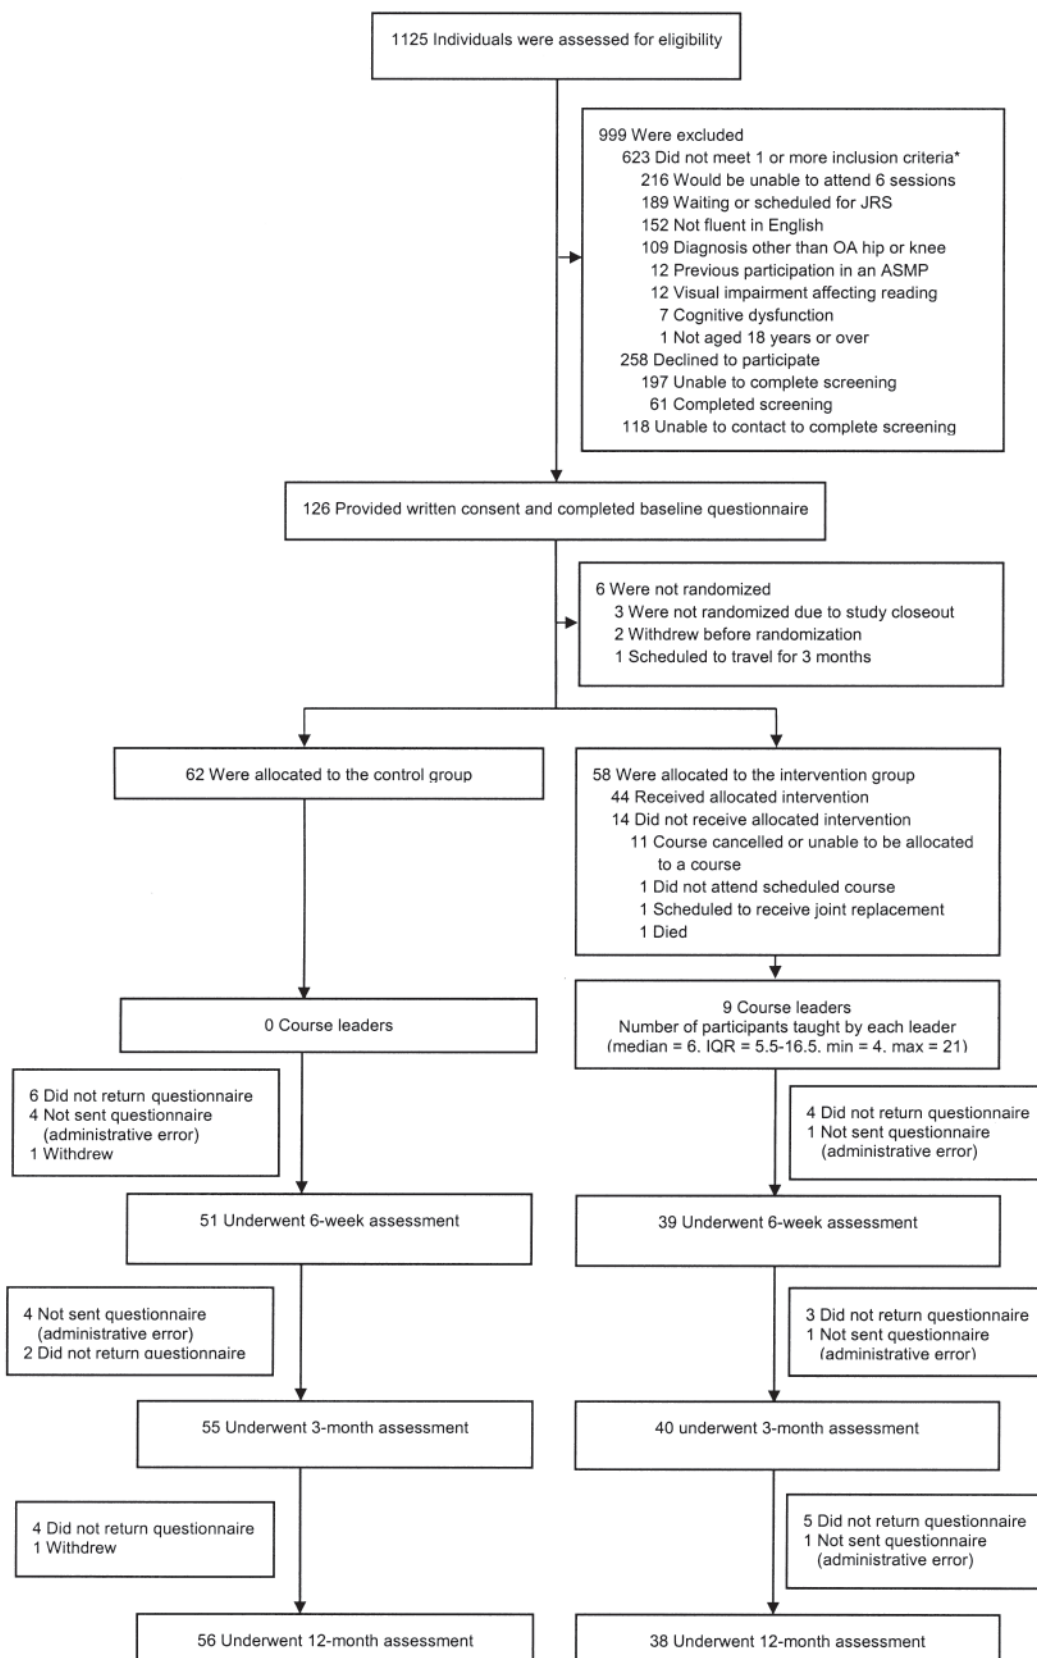 1125 Individuals were assessed for eligibility
999 Were excluded
623 Did not meet 1 or more inclusion criteria*
216 Would be unable to attend 6 sessions
189 Waiting or scheduled for JRS
152 Not fluent in English
109 Diagnosis other than OA hip or knee
12 Previous participation in an ASMP
12 Visual impairment affecting reading
7 Cognitive dysfunction
1 Not aged 18 years or over
258 Declined to participate
197 Unable to complete screening
61 Completed screening
118 Unable to contact to complete screening
126 Provided written consent and completed baseline questionnaire
6 Were not randomized
3 Were not randomized due to study closeout
2 Withdrew before randomization
1 Scheduled to travel for 3 months
62 Were allocated to the control group
58 Were allocated to the intervention group
44 Received allocated intervention
14 Did not receive allocated intervention
11 Course cancelled or unable to be allocated
to a course
1 Did not attend scheduled course
1 Scheduled to receive joint replacement
1 Died
0 Course leaders
9 Course leaders
Number of participants taught by each leader
(median = 6. IQR = 5.5-16.5. min = 4. max = 21)
6 Did not return questionnaire
4 Not sent questionnaire
(administrative error)
1 Withdrew
4 Did not return questionnaire
1 Not sent questionnaire
(administrative error)
51 Underwent 6-week assessment
39 Underwent 6-week assessment
4 Not sent questionnaire
(administrative error)
2 Did not return questionnaire
3 Did not return questionnaire
1 Not sent questionnaire
(administrative error)
55 Underwent 3-month assessment
40 underwent 3-month assessment
4 Did not return questionnaire
1 Withdrew
5 Did not return questionnaire
1 Not sent questionnaire
(administrative error)
56 Underwent 12-month assessment
38 Underwent 12-month assessment